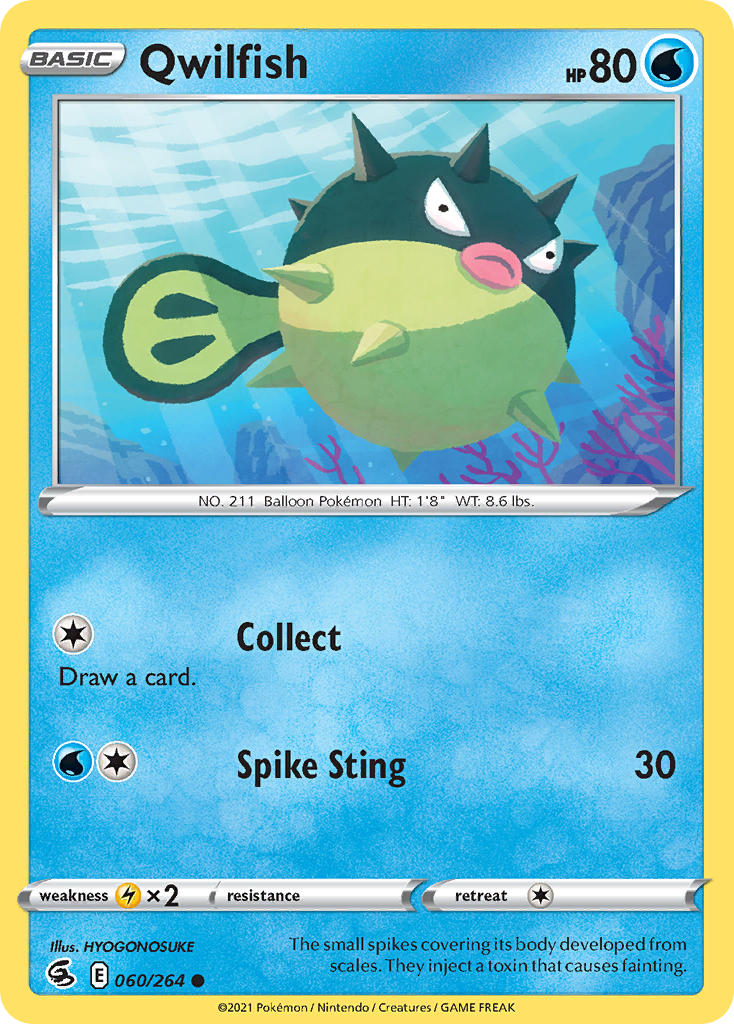 BASIC
Qwilfish
HP 80
NO. 211 Balloon Pokémon HT: 1'8" WT: 8.6 lbs.
Collect
Draw a card.
Spike Sting 30
weakness ×2 resistance retreat
Illus. HYOGONOSUKE
The small spikes covering its body developed from
scales. They inject a toxin that causes fainting.
E 060/264
©2021 Pokémon / Nintendo / Creatures / GAME FREAK